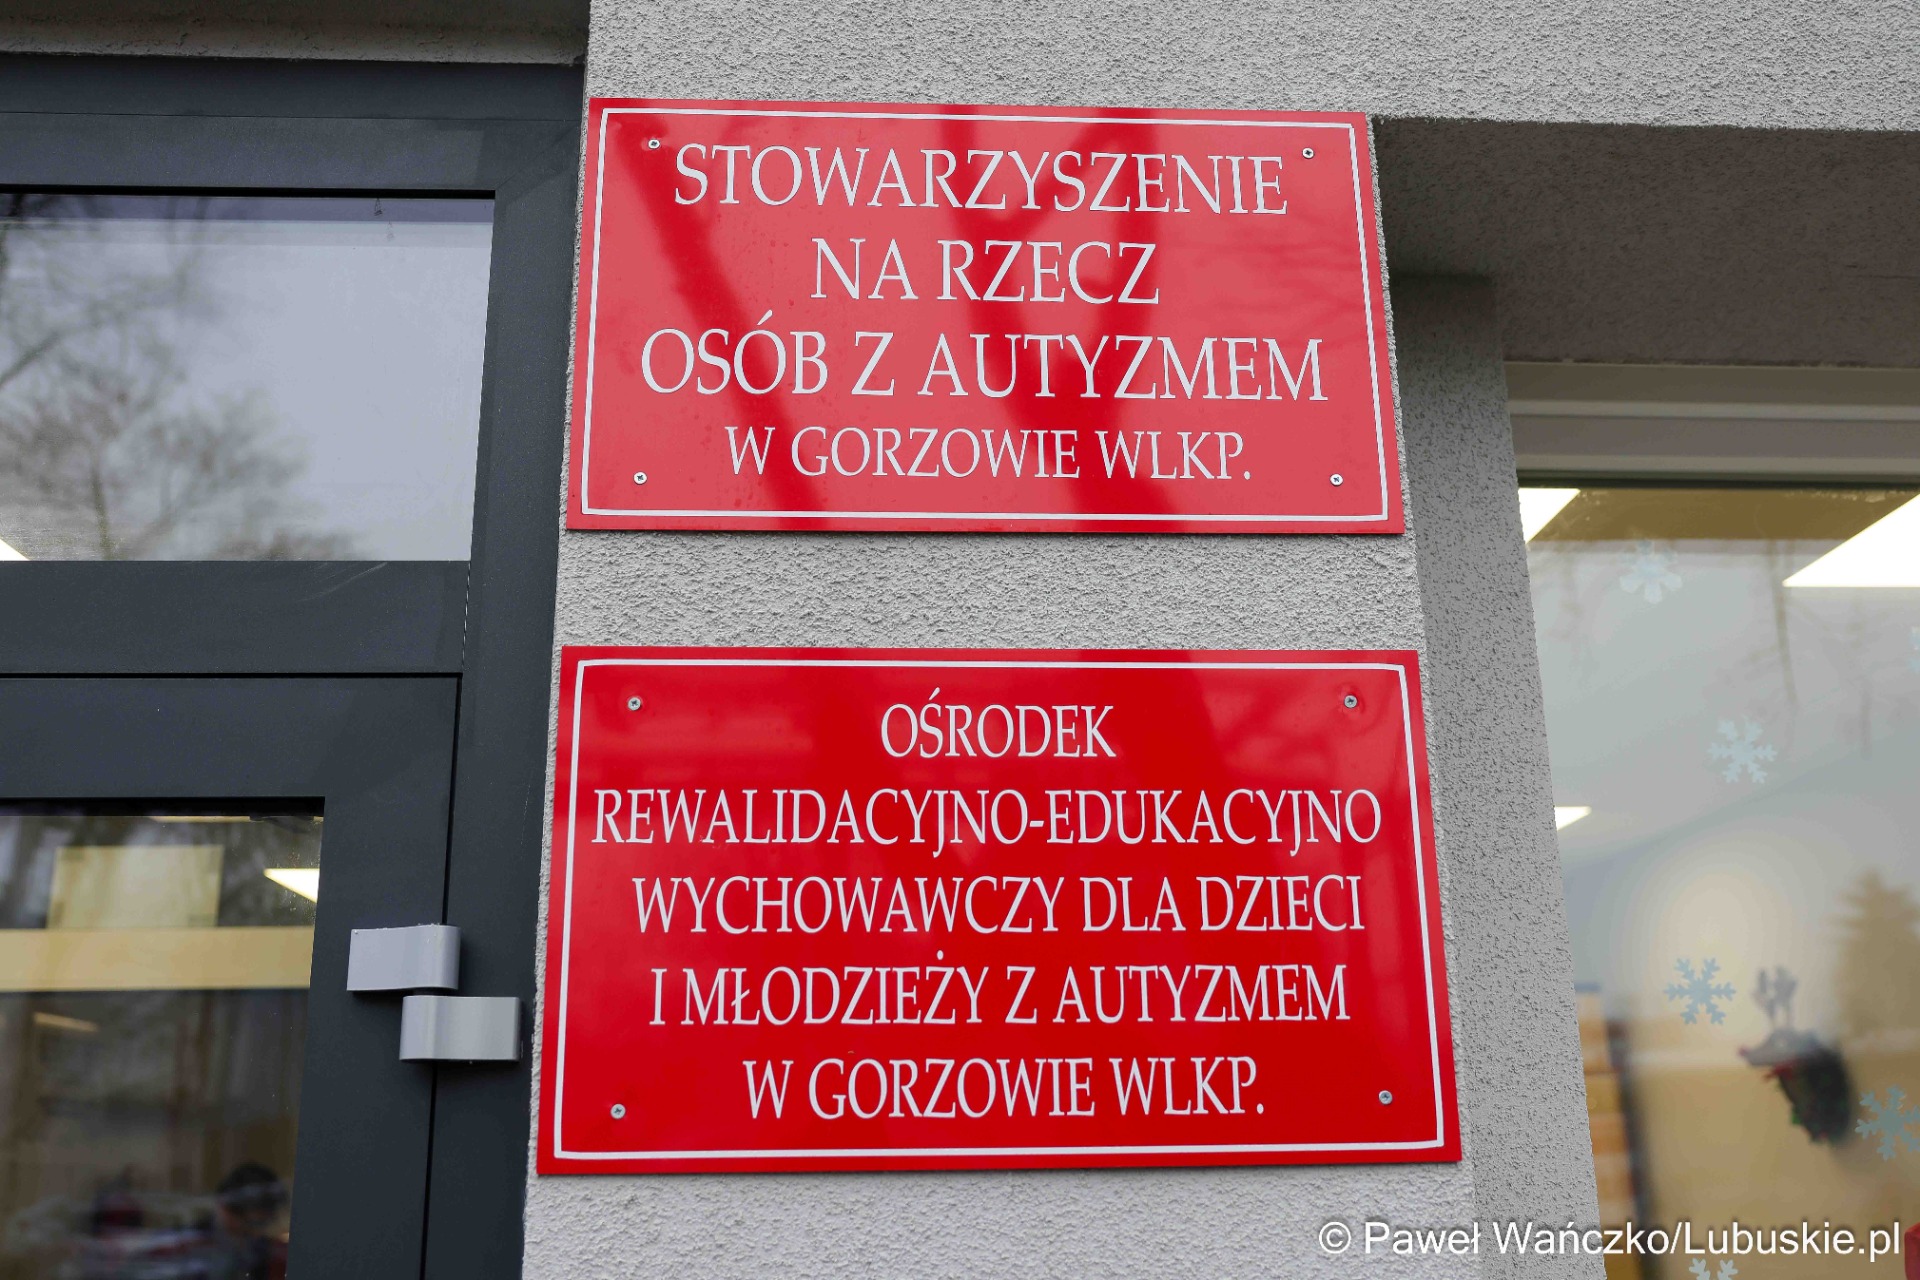 STOWARZYSZENIE
NA RZECZ
OSÓB Z AUTYZMEM
W GORZOWIE WLKP.
OŚRODEK
REWALIDACYJNO-EDUKACYJNO
WYCHOWAWCZY DLA DZIECI
I MŁODZIEŻY Z AUTYZMEM
W GORZOWIE WLKP.
© Paweł Wańczko/Lubuskie.pl